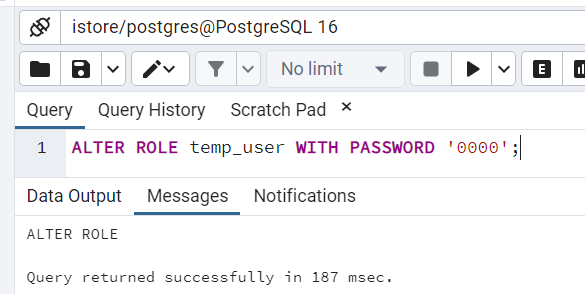 istore/postgres@PostgreSQL 16
No limit
E
Query Query History Scratch Pad ×
1 ALTER ROLE temp_user WITH PASSWORD '0000';
Data Output Messages Notifications
ALTER ROLE
Query returned successfully in 187 msec.